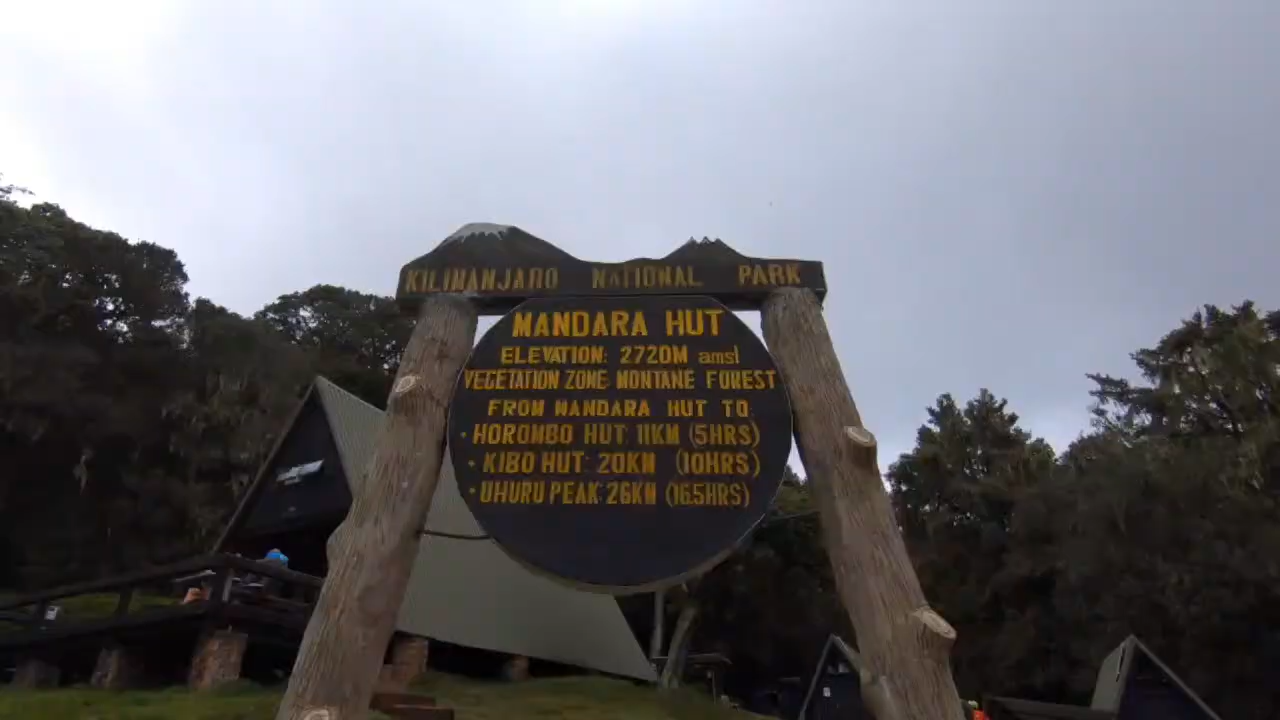 KILIMANJARO NATIONAL PARK
MANDARA HUT
ELEVATION: 2720M amsl
VEGETATION ZONE: MONTANE FOREST
FROM MANDARA HUT TO:
• HOROMBO HUT: 11KM (5HRS)
• KIBO HUT: 20KM (10HRS)
• UHURU PEAK: 26KM (16.5HRS)